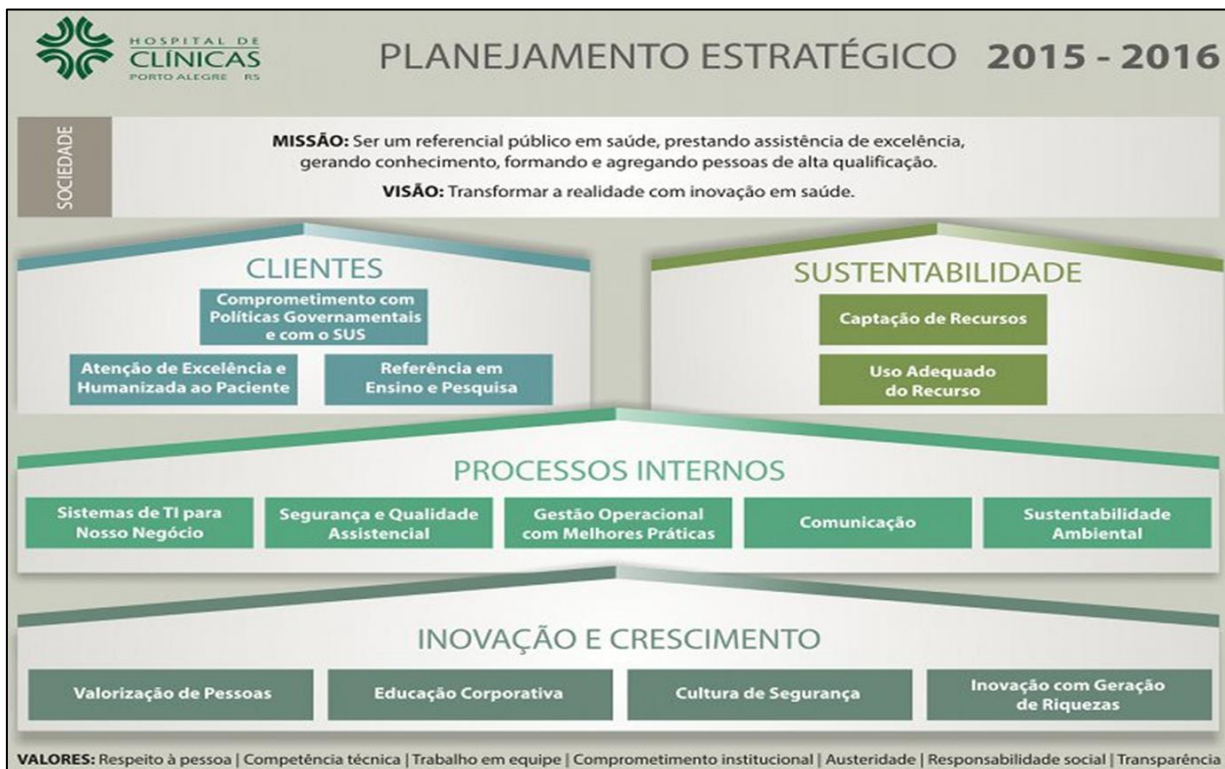 HOSPITAL DE
CLÍNICAS
PORTO ALEGRE RS
PLANEJAMENTO ESTRATÉGICO 2015 - 2016
SOCIEDADE
MISSÃO: Ser um referencial público em saúde, prestando assistência de excelência,
gerando conhecimento, formando e agregando pessoas de alta qualificação.
VISÃO: Transformar a realidade com inovação em saúde.
CLIENTES
Comprometimento com
Políticas Governamentais
e com o SUS
Atenção de Excelência e
Humanizada ao Paciente
Referência em
Ensino e Pesquisa
SUSTENTABILIDADE
Captação de Recursos
Uso Adequado
do Recurso
PROCESSOS INTERNOS
Sistemas de TI para
Nosso Negócio
Segurança e Qualidade
Assistencial
Gestão Operacional
com Melhores Práticas
Comunicação
Sustentabilidade
Ambiental
INOVAÇÃO E CRESCIMENTO
Valorização de Pessoas
Educação Corporativa
Cultura de Segurança
Inovação com Geração
de Riquezas
VALORES: Respeito à pessoa | Competência técnica | Trabalho em equipe | Comprometimento institucional | Austeridade | Responsabilidade social | Transparência